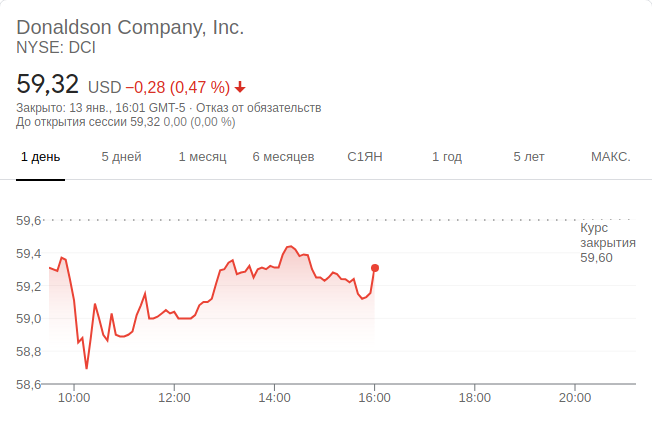 Donaldson Company, Inc.
NYSE: DCI
59,32 USD −0,28 (0,47 %)
Закрыто: 13 янв., 16:01 GMT-5 · Отказ от обязательств
До открытия сессии 59,32 0,00 (0,00 %)
1 день 5 дней 1 месяц 6 месяцев С1ЯН 1 год 5 лет МАКС.
59,6
Курс
закрытия
59,60
59,4
59,2
59,0
58,8
58,6
10:00 12:00 14:00 16:00 18:00 20:00